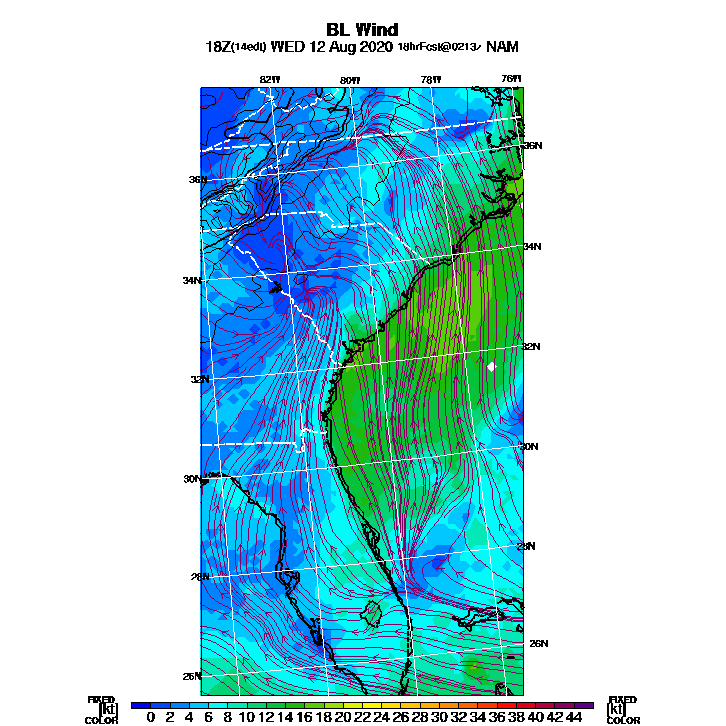 BL Wind
18Z(14edt) WED 12 Aug 2020 18hrFcst@0213z NAM
82W 80W 78W 76W
36N
36N
34N
34N
32N
32N
30N
30N
28N
28N
26N
26N
FIXED FIXED
[kt] 0 2 4 6 8 10 12 14 16 18 20 22 24 26 28 30 32 34 36 38 40 42 44 [kt]
COLOR COLOR